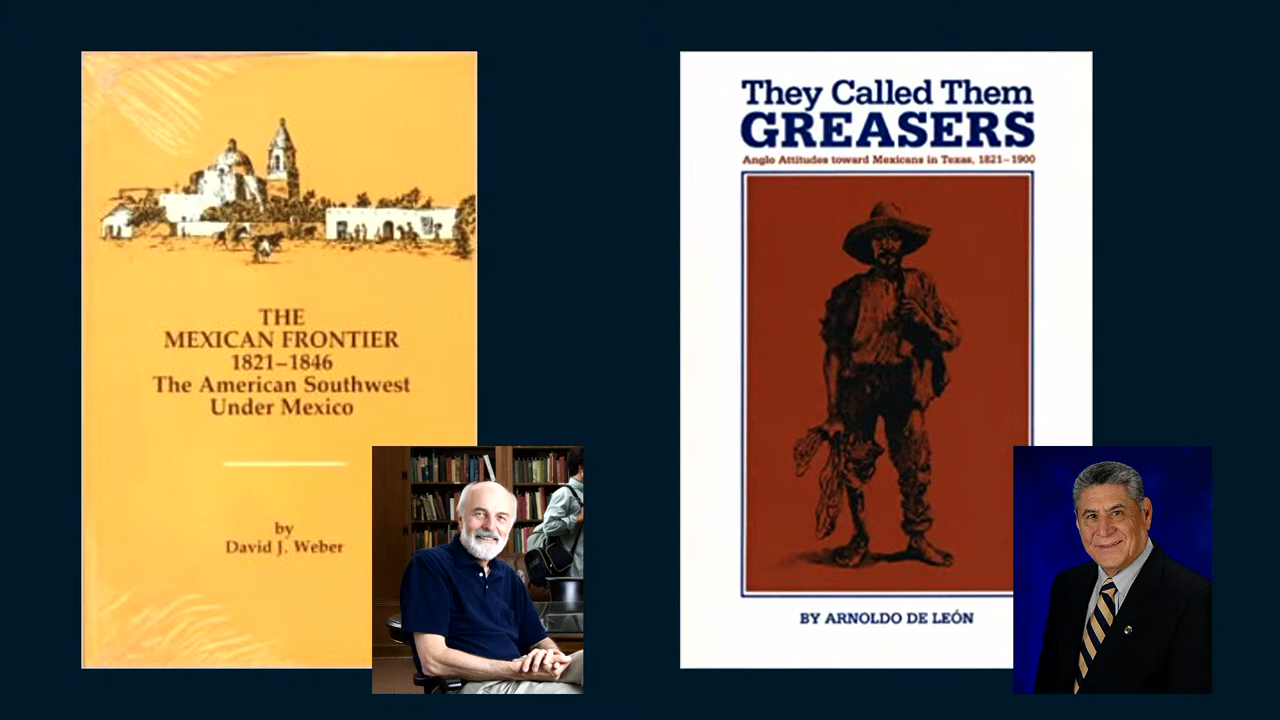 THE
MEXICAN FRONTIER
1821–1846
The American Southwest
Under Mexico
by
David J. Weber
They Called Them
GREASERS
Anglo Attitudes toward Mexicans in Texas, 1821–1900
BY ARNOLDO DE LEÓN